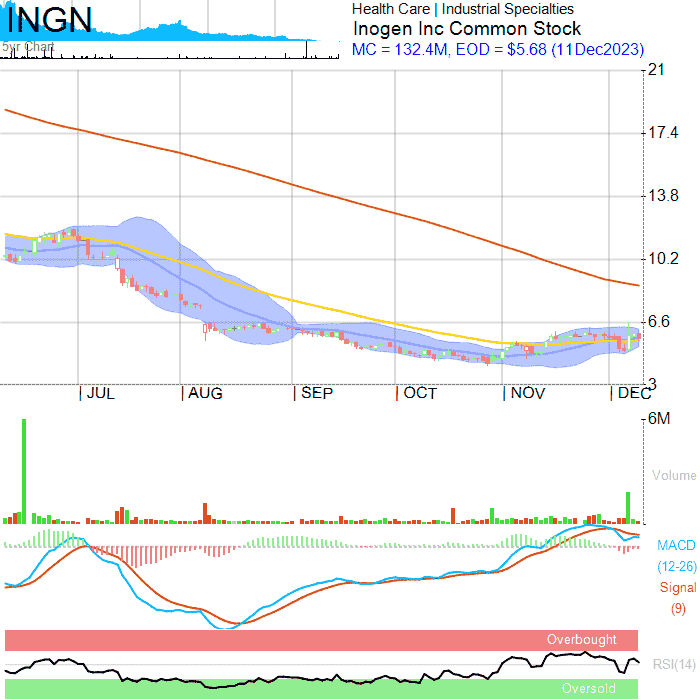 INGN
5yr Chart
Health Care | Industrial Specialties
Inogen Inc Common Stock
MC = 132.4M, EOD = $5.68 (11Dec2023)
21
17.4
13.8
10.2
6.6
3
JUL AUG SEP OCT NOV DEC
6M
Volume
MACD
(12-26)
Signal
(9)
Overbought
RSI(14)
Oversold